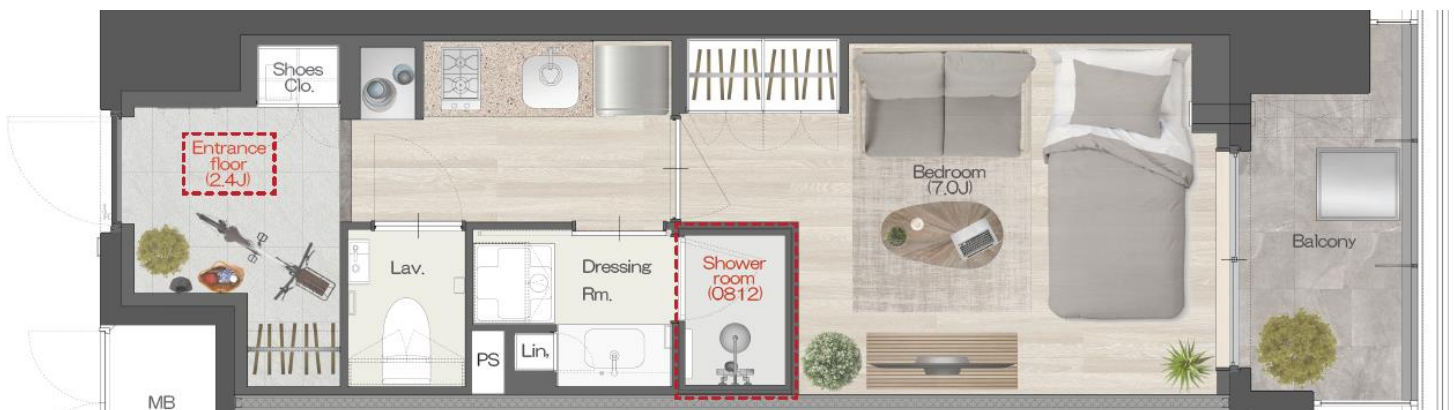 Shoes
Clo.
Entrance
floor
(2.4J)
Bedroom
(7.0J)
Balcony
Lav.
Dressing
Rm.
Shower
room
(0812)
PS
Lin,
MB